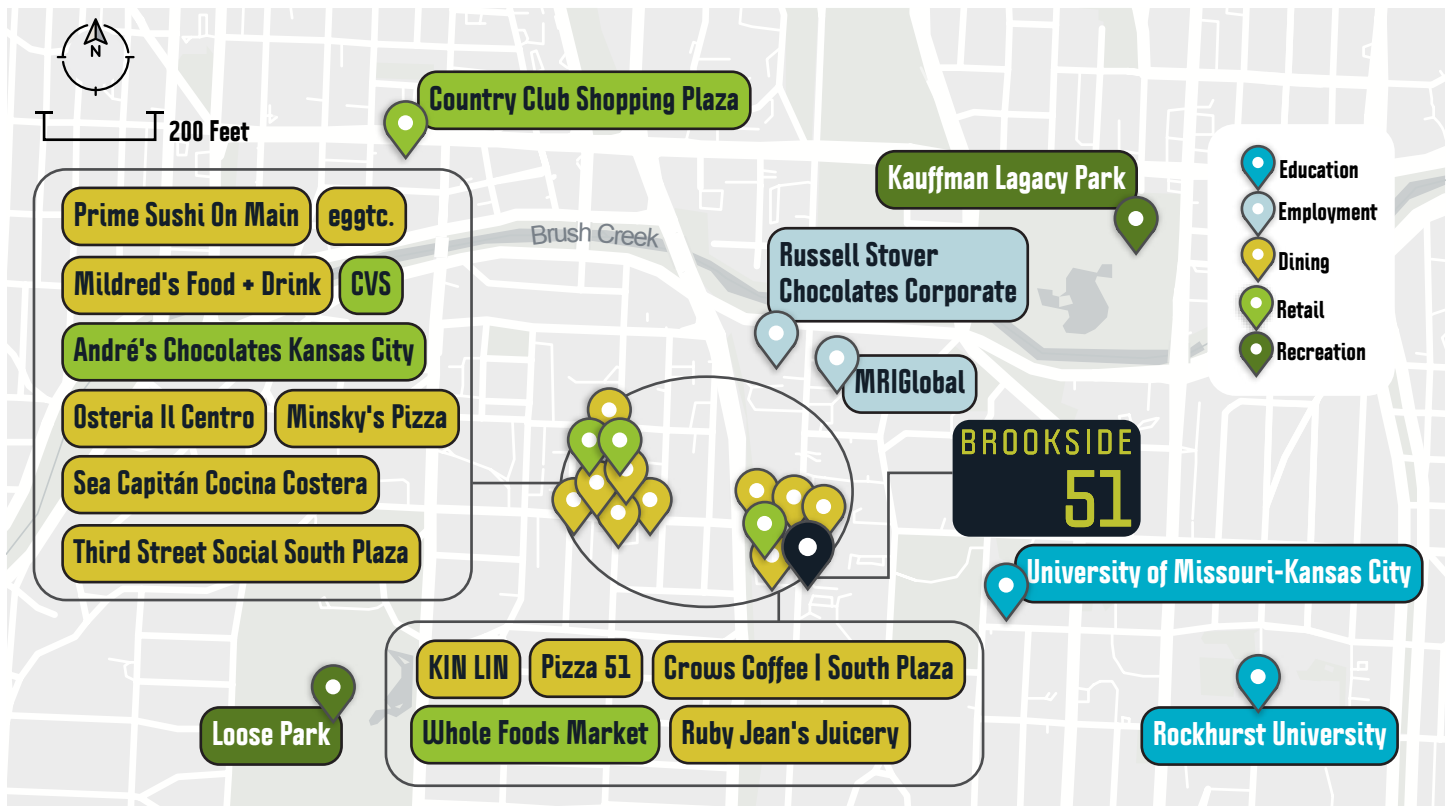 N
200 Feet
Country Club Shopping Plaza
Kauffman Lagacy Park
Education
Employment
Dining
Retail
Recreation
Prime Sushi On Main
eggtc.
Mildred's Food + Drink
CVS
André's Chocolates Kansas City
Osteria Il Centro
Minsky's Pizza
Sea Capitán Cocina Costera
Third Street Social South Plaza
Brush Creek
Russell Stover
Chocolates Corporate
MRIGlobal
BROOKSIDE
51
University of Missouri-Kansas City
KIN LIN
Pizza 51
Crows Coffee | South Plaza
Whole Foods Market
Ruby Jean's Juicery
Loose Park
Rockhurst University